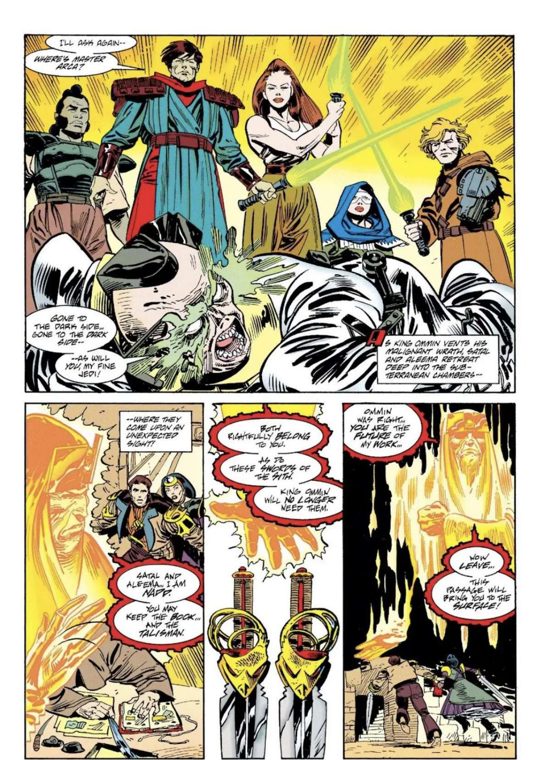 I'LL ASK AGAIN--
WHERE'S MASTER
ARCA?
GONE TO
THE DARK SIDE...
GONE TO THE DARK
SIDE--
--AS WILL
YOU, MY FINE
JEDI!
AS KING OMMIN VENTS HIS
MALIGNANT WRATH, SATAL
AND ALEEMA RETREAT
DEEP INTO THE SUB-
TERRANEAN CHAMBERS--
--WHERE THEY
COME UPON AN
UNEXPECTED
SIGHT!
SATAL AND
ALEEMA... I AM
NADD.
YOU MAY
KEEP THE BOOK...
AND THE
TALISMAN.
BOTH
RIGHTFULLY BELONG
TO YOU.
AS DO
THESE SWORDS OF
THE SITH.
KING OMMIN
WILL NO LONGER
NEED THEM.
OMMIN
WAS RIGHT...
YOU ARE THE
FUTURE OF
MY WORK...
NOW
LEAVE...
THIS
PASSAGE WILL
BRING YOU TO THE
SURFACE!